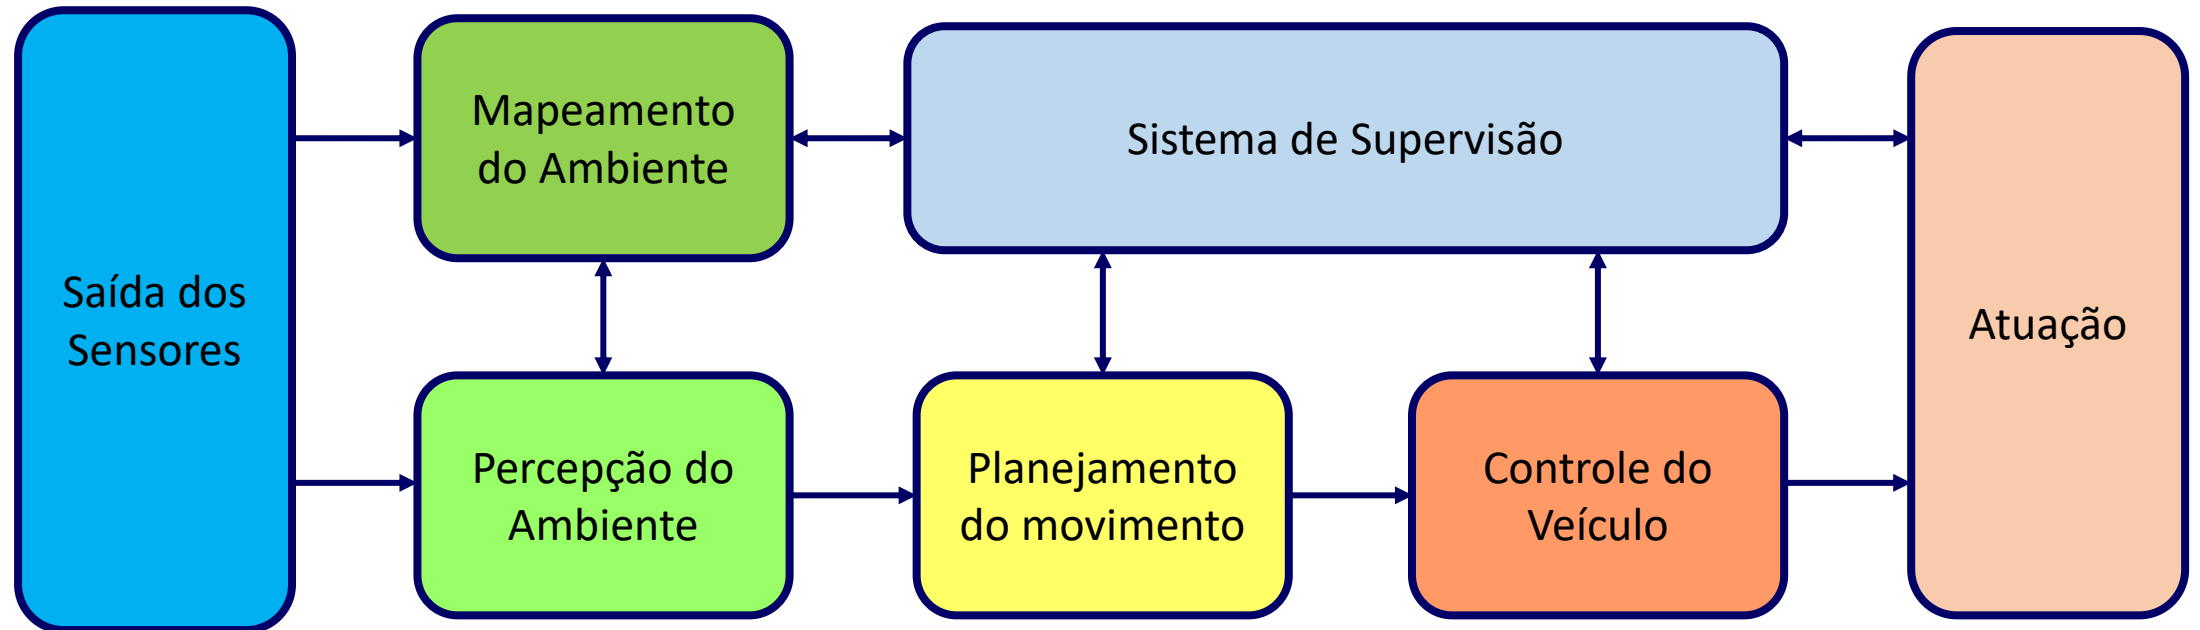 Saída dos
Sensores
Mapeamento
do Ambiente
Sistema de Supervisão
Atuação
Percepção do
Ambiente
Planejamento
do movimento
Controle do
Veículo